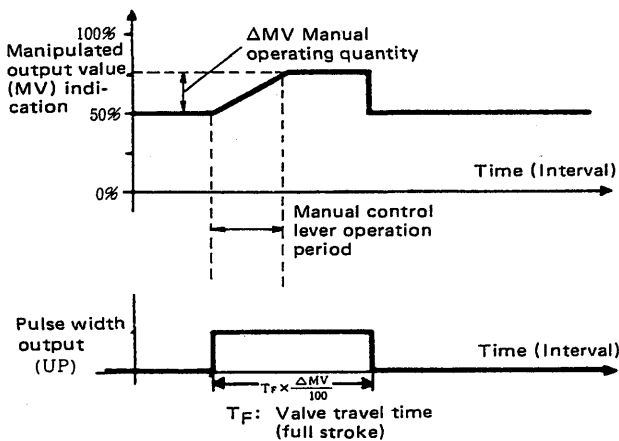 100%
ΔMV Manual
operating quantity
Manipulated
output value
(MV) indi-
cation
50%
Time (Interval)
0%
Manual control
lever operation
period
Pulse width
output
(UP)
Time (Interval)
TF × ΔMV/100
TF: Valve travel time
(full stroke)